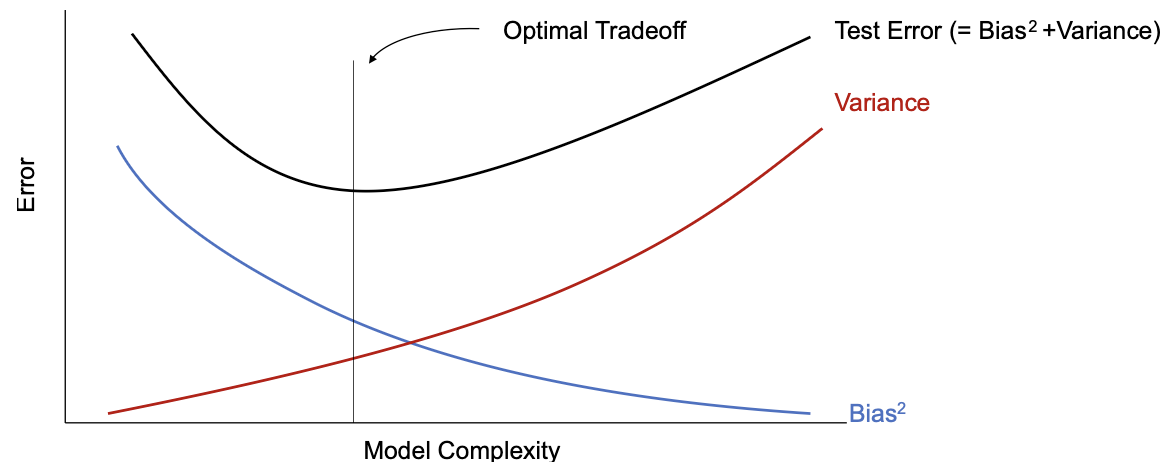 Optimal Tradeoff
Test Error (= Bias² +Variance)
Variance
Error
Bias²
Model Complexity